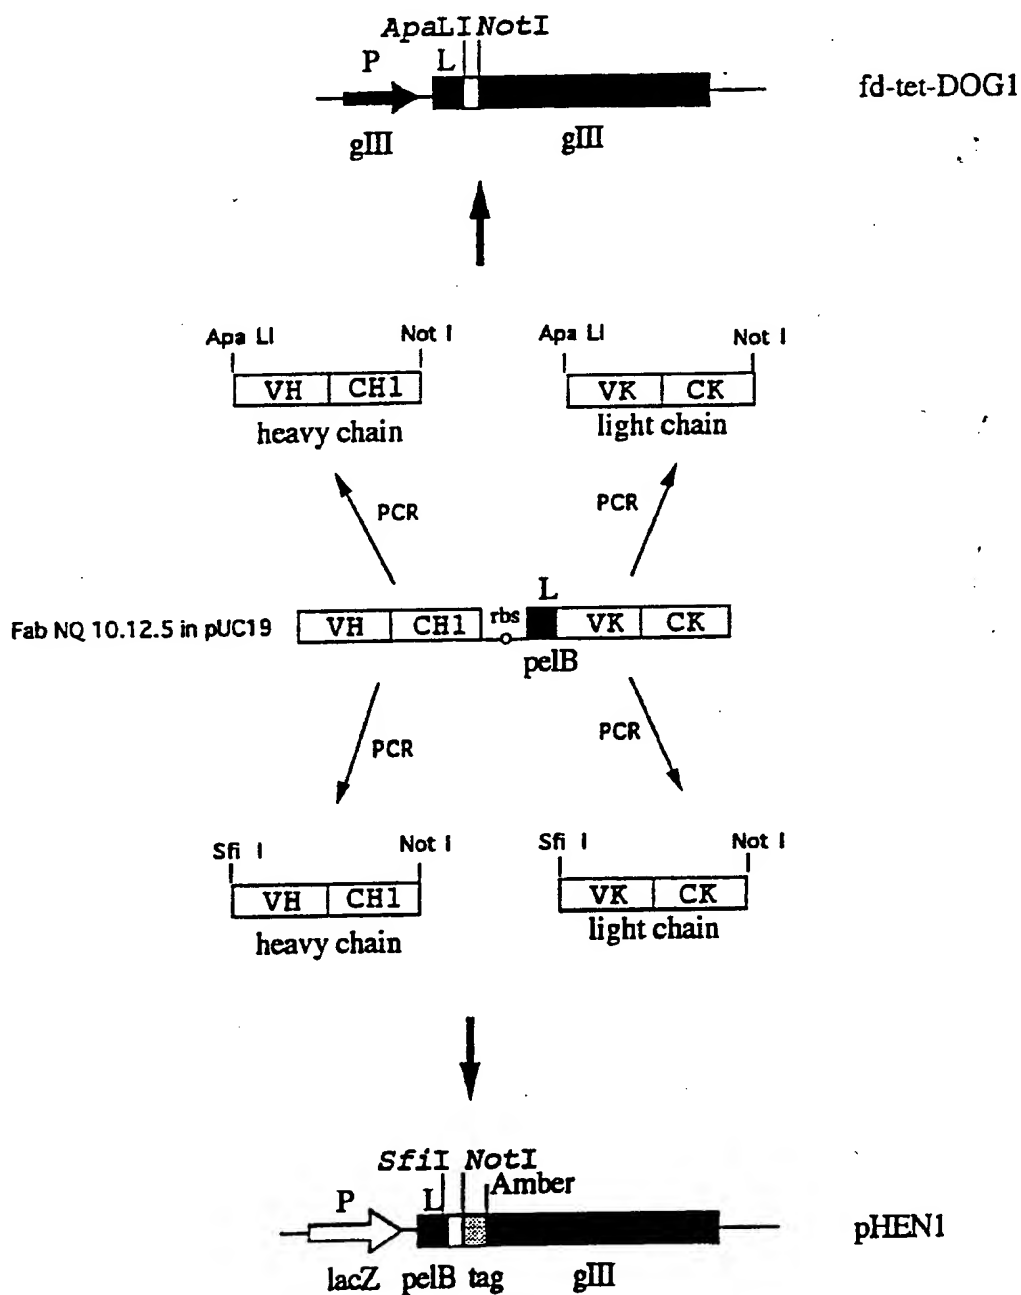 ApaLI NotI
P L
fd-tet-DOG1
gIII gIII
Apa LI Not I Apa LI Not I
VH CH1 VK CK
heavy chain light chain
PCR PCR
L
Fab NQ 10.12.5 in pUC19 VH CH1 rbs VK CK
pelB
PCR PCR
Sfi I Not I Sfi I Not I
VH CH1 VK CK
heavy chain light chain
SfiI NotI
P L Amber
pHEN1
lacZ pelB tag gIII